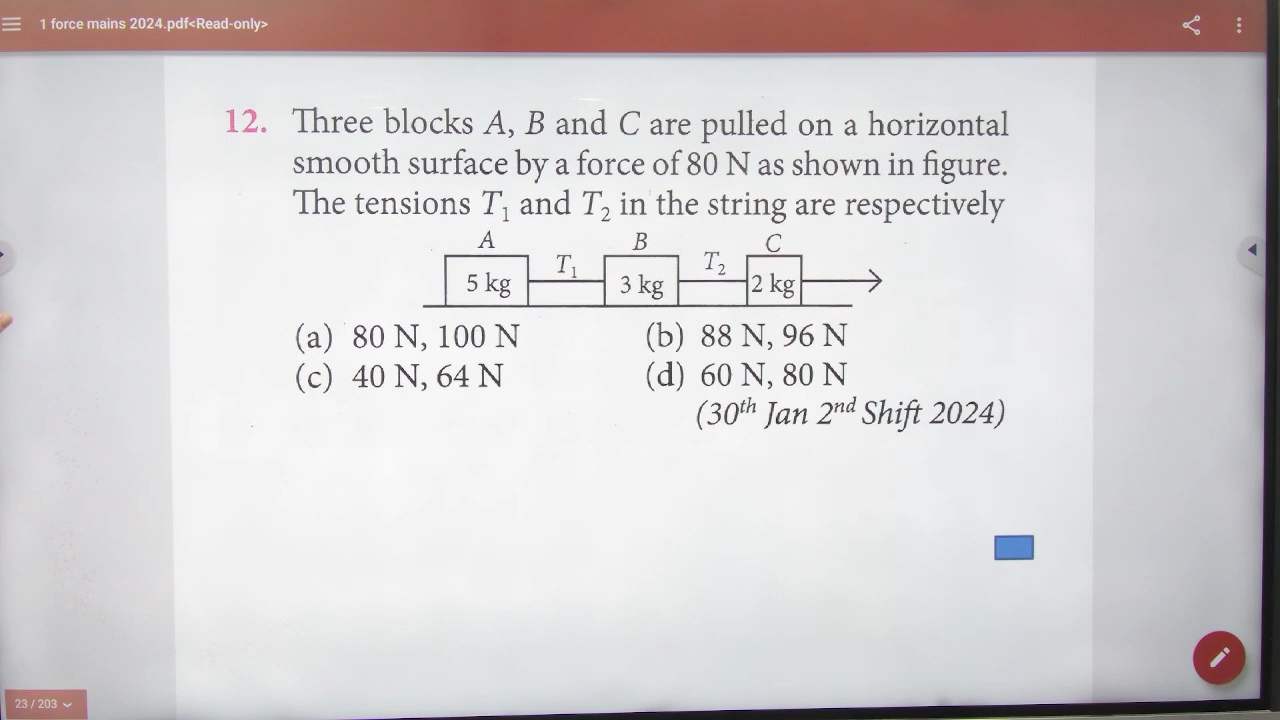 1 force mains 2024.pdf<Read-only>
12. Three blocks A, B and C are pulled on a horizontal
smooth surface by a force of 80 N as shown in figure.
The tensions T₁ and T₂ in the string are respectively
A B C
5 kg T₁ 3 kg T₂ 2 kg
(a) 80 N, 100 N (b) 88 N, 96 N
(c) 40 N, 64 N (d) 60 N, 80 N
(30th Jan 2nd Shift 2024)
23 / 203